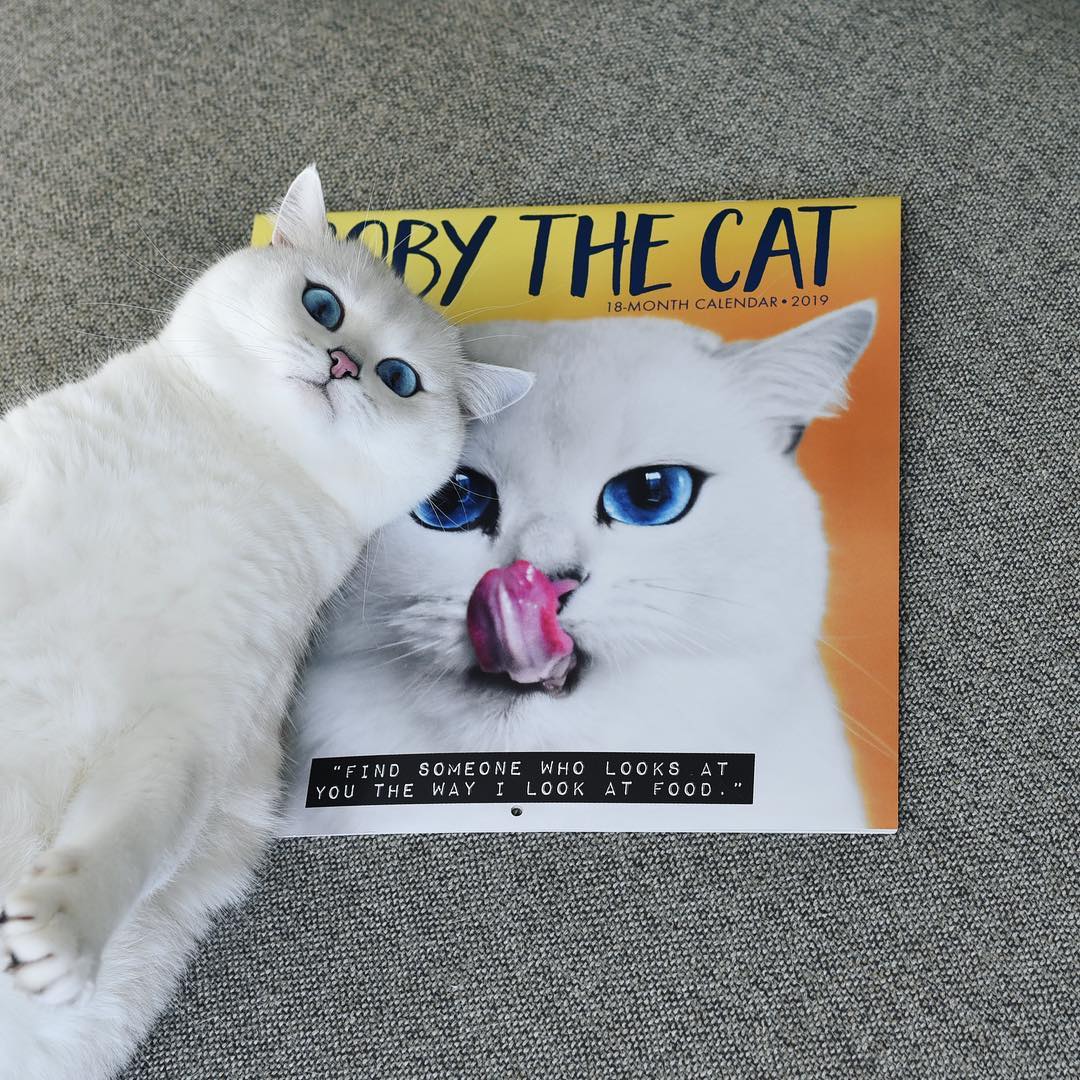 OBY THE CAT
18-MONTH CALENDAR • 2019
"FIND SOMEONE WHO LOOKS AT
YOU THE WAY I LOOK AT FOOD."